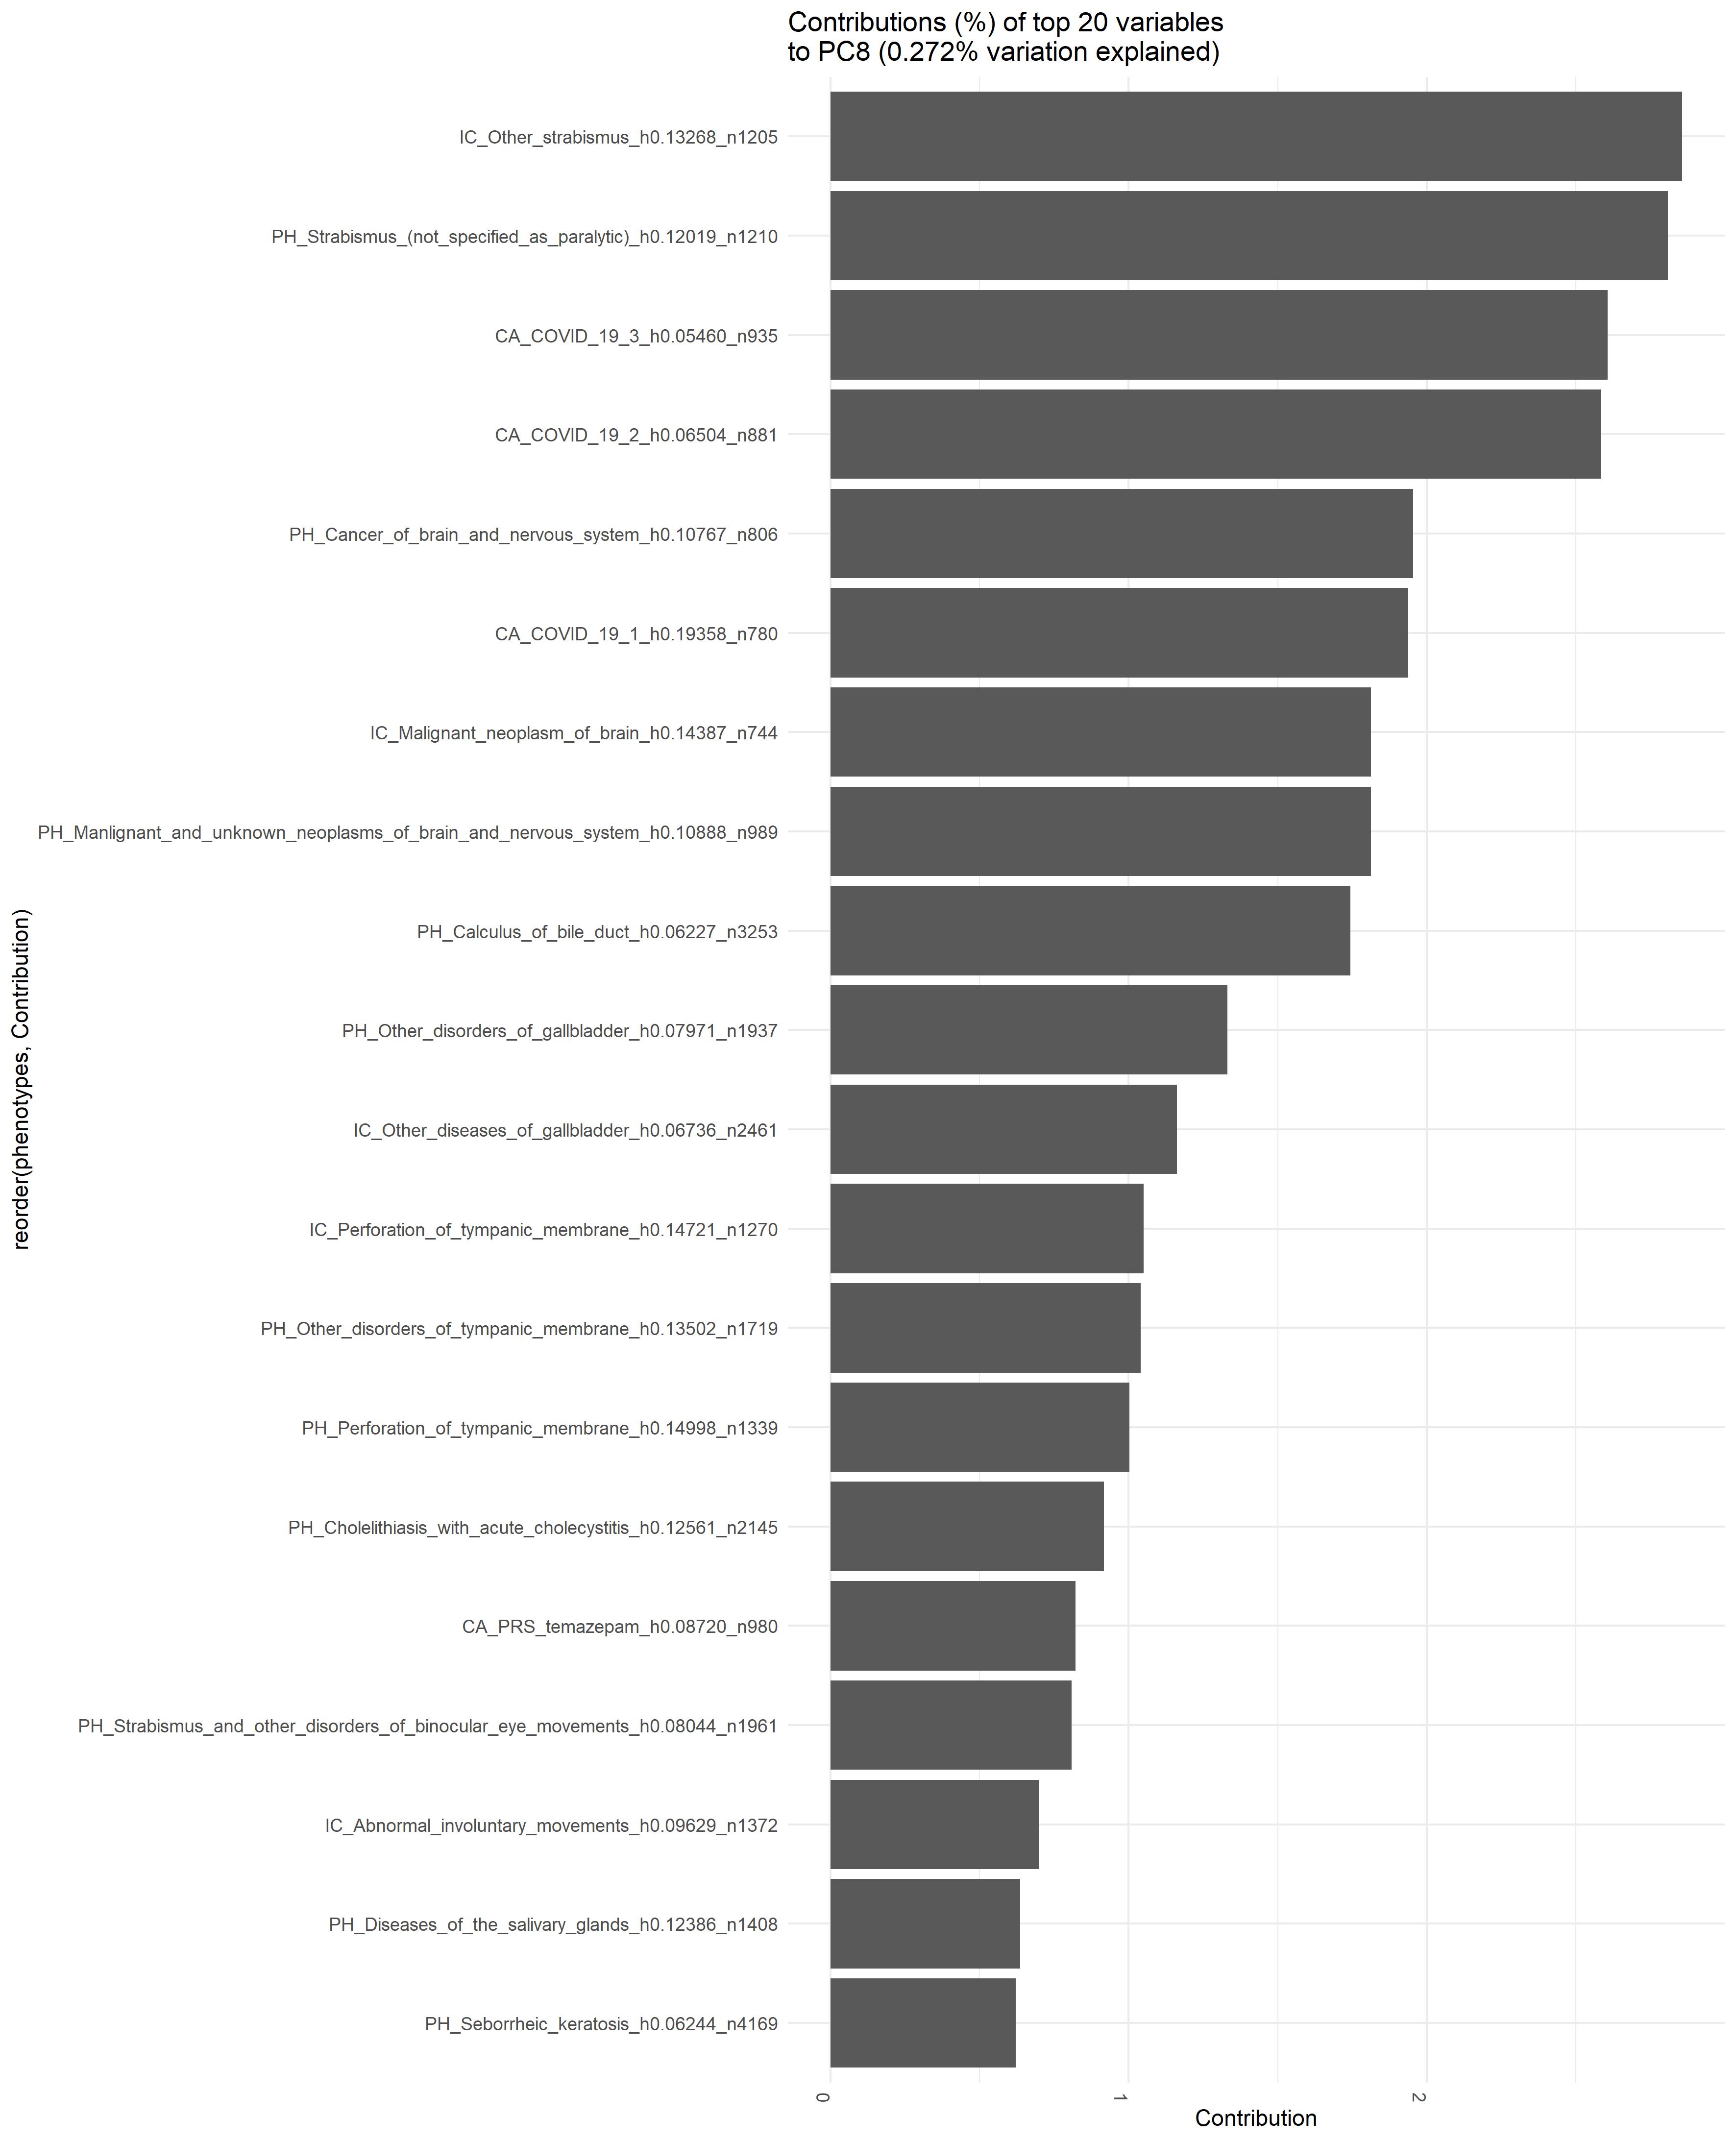 Contributions (%) of top 20 variables
to PC8 (0.272% variation explained)
IC_Other_strabismus_h0.13268_n1205
PH_Strabismus_(not_specified_as_paralytic)_h0.12019_n1210
CA_COVID_19_3_h0.05460_n935
CA_COVID_19_2_h0.06504_n881
PH_Cancer_of_brain_and_nervous_system_h0.10767_n806
CA_COVID_19_1_h0.19358_n780
IC_Malignant_neoplasm_of_brain_h0.14387_n744
PH_Manlignant_and_unknown_neoplasms_of_brain_and_nervous_system_h0.10888_n989
PH_Calculus_of_bile_duct_h0.06227_n3253
PH_Other_disorders_of_gallbladder_h0.07971_n1937
IC_Other_diseases_of_gallbladder_h0.06736_n2461
IC_Perforation_of_tympanic_membrane_h0.14721_n1270
PH_Other_disorders_of_tympanic_membrane_h0.13502_n1719
PH_Perforation_of_tympanic_membrane_h0.14998_n1339
PH_Cholelithiasis_with_acute_cholecystitis_h0.12561_n2145
CA_PRS_temazepam_h0.08720_n980
PH_Strabismus_and_other_disorders_of_binocular_eye_movements_h0.08044_n1961
IC_Abnormal_involuntary_movements_h0.09629_n1372
PH_Diseases_of_the_salivary_glands_h0.12386_n1408
PH_Seborrheic_keratosis_h0.06244_n4169
reorder(phenotypes, Contribution)
0
1
2
Contribution